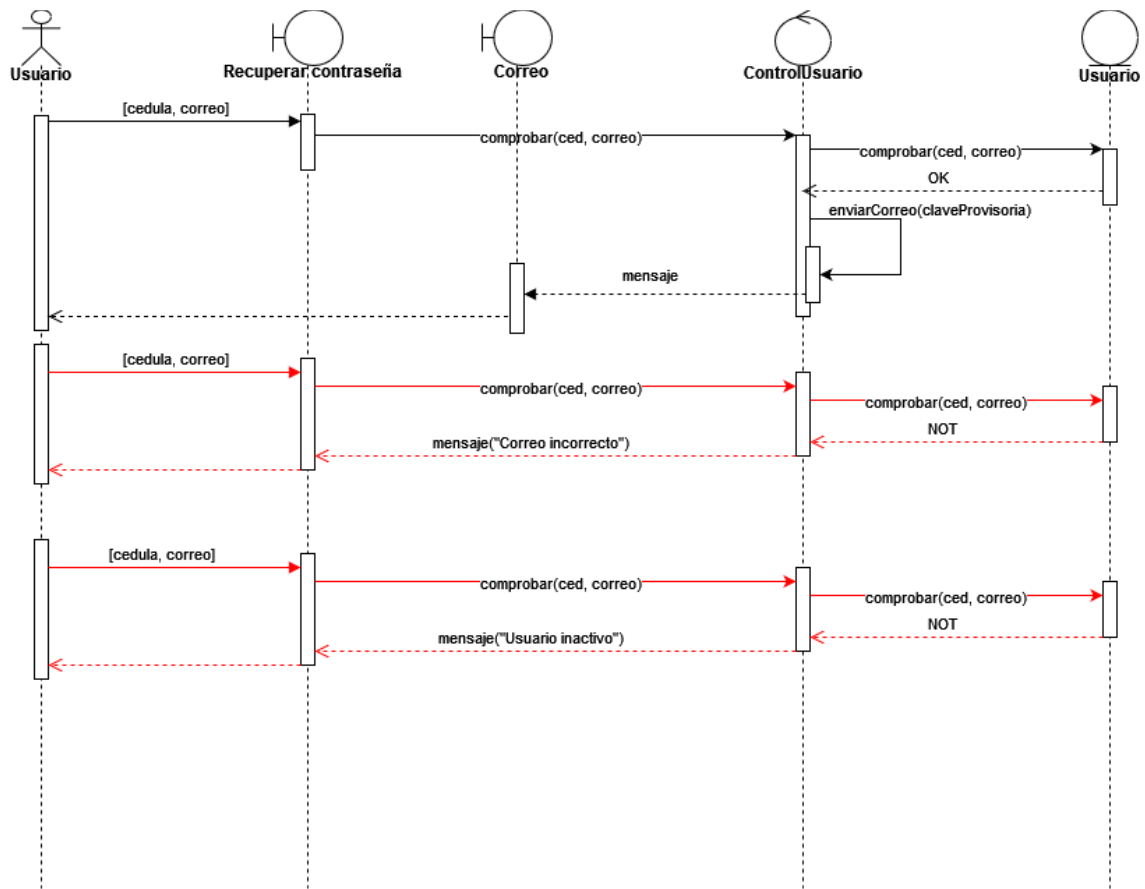 Usuario
Recuperar contraseña
Correo
ControlUsuario
Usuario
[cedula, correo]
comprobar(ced, correo)
comprobar(ced, correo)
OK
enviarCorreo(claveProvisoria)
mensaje
[cedula, correo]
comprobar(ced, correo)
comprobar(ced, correo)
NOT
mensaje("Correo incorrecto")
[cedula, correo]
comprobar(ced, correo)
comprobar(ced, correo)
NOT
mensaje("Usuario inactivo")